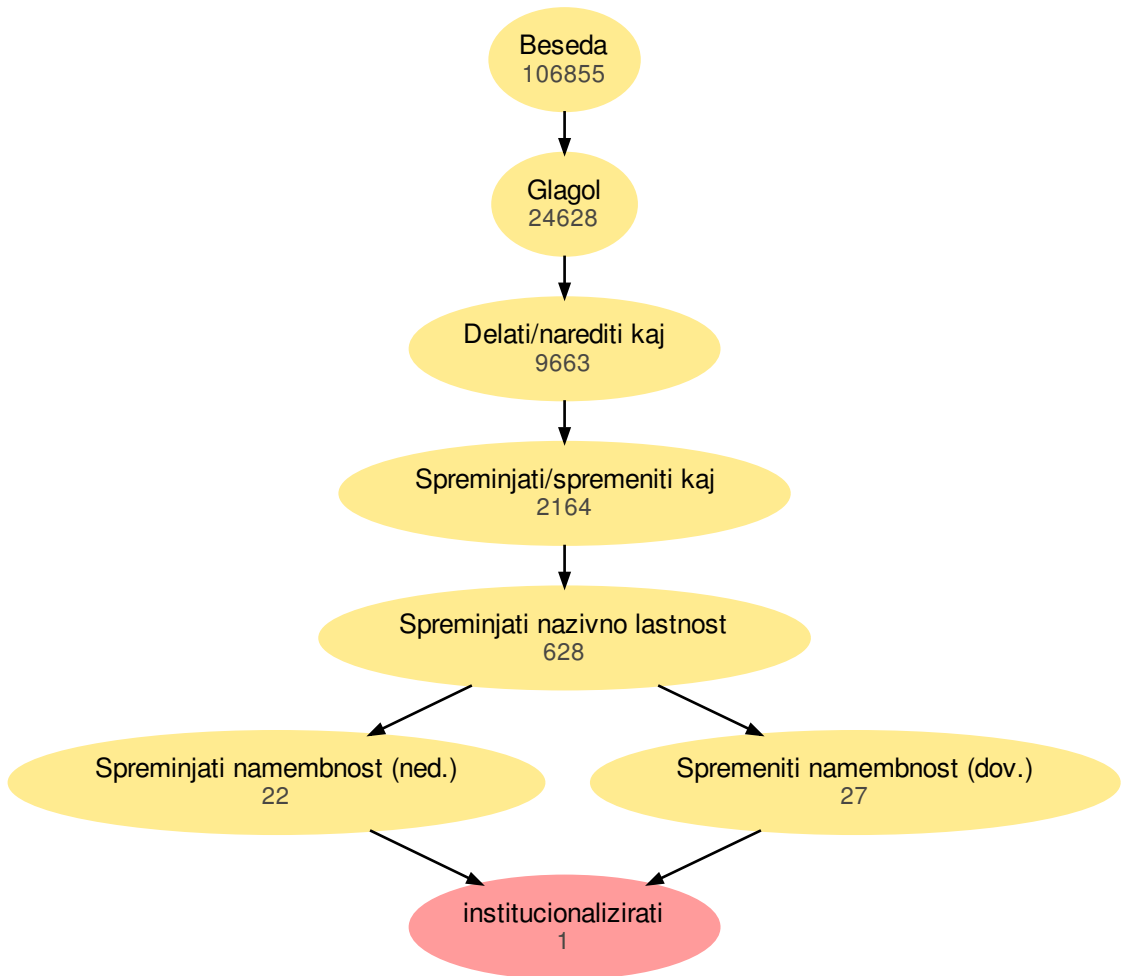 Beseda
106855
Glagol
24628
Delati/narediti kaj
9663
Spreminjati/spremeniti kaj
2164
Spreminjati nazivno lastnost
628
Spreminjati namembnost (ned.)
22
Spremeniti namembnost (dov.)
27
institucionalizirati
1